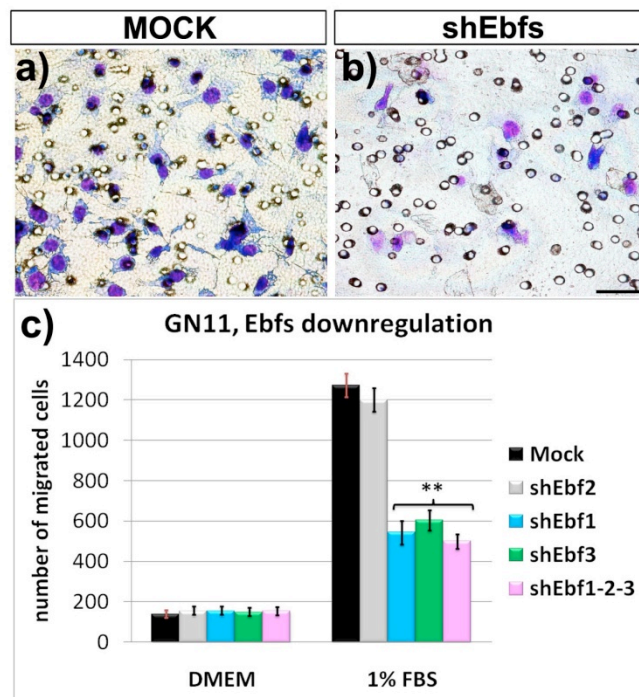 MOCK
shEbfs
a)
b)
c)
GN11, Ebfs downregulation
number of migrated cells
1400
1200
1000
800
600
400
200
0
**
DMEM
1% FBS
Mock
shEbf2
shEbf1
shEbf3
shEbf1-2-3